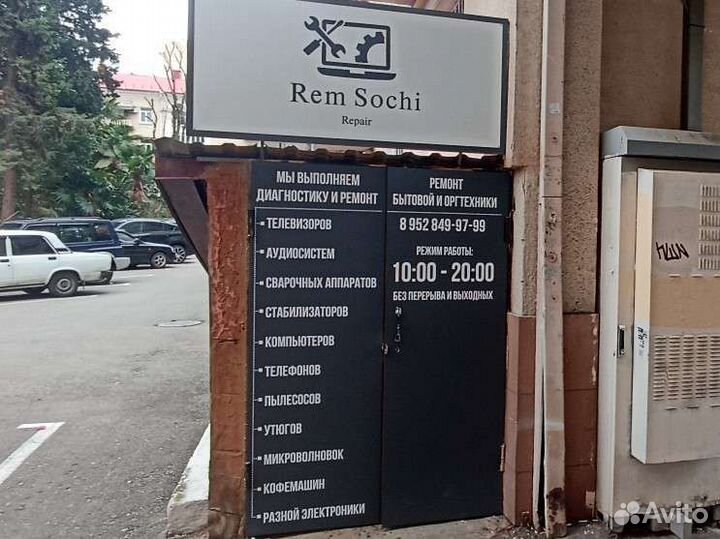 Rem Sochi
Repair
МЫ ВЫПОЛНЯЕМ
ДИАГНОСТИКУ И РЕМОНТ
ТЕЛЕВИЗОРОВ
АУДИОСИСТЕМ
СВАРОЧНЫХ АППАРАТОВ
СТАБИЛИЗАТОРОВ
КОМПЬЮТЕРОВ
ТЕЛЕФОНОВ
ПЫЛЕСОСОВ
УТЮГОВ
МИКРОВОЛНОВОК
КОФЕМАШИН
РАЗНОЙ ЭЛЕКТРОНИКИ
РЕМОНТ
БЫТОВОЙ И ОРГТЕХНИКИ
8 952 849-97-99
РЕЖИМ РАБОТЫ:
10:00 - 20:00
БЕЗ ПЕРЕРЫВА И ВЫХОДНЫХ
Avito